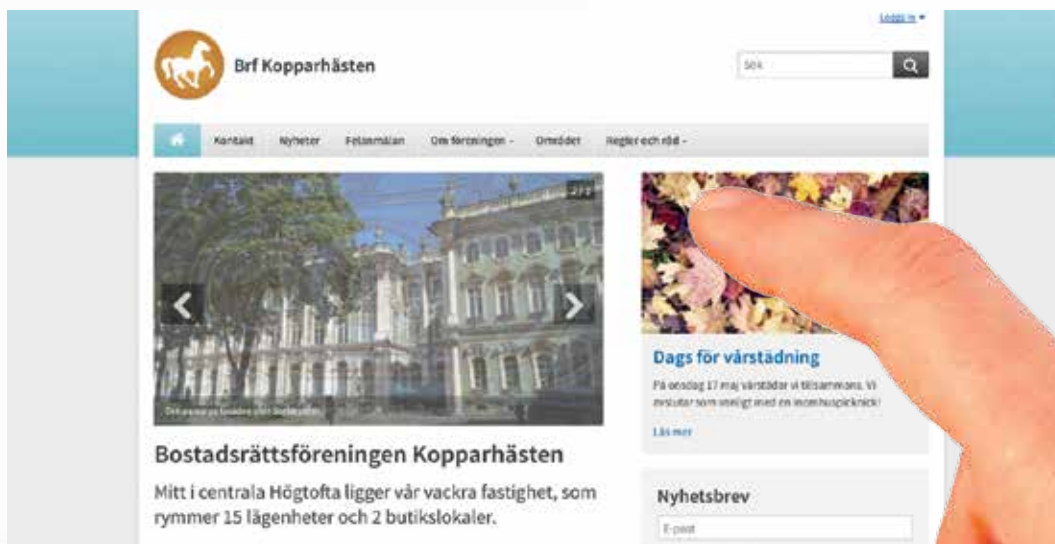 Logga in
Brf Kopparhästen
Sök
Kontakt Nyheter Felanmälan Om föreningen Området Regler och råd
Dags för vårstädning
På onsdag 17 maj vårstädar vi tillsammans. Vi
avslutar som vanligt med en inomhuspicknick!
Läs mer
Bostadsrättsföreningen Kopparhästen
Mitt i centrala Högtofta ligger vår vackra fastighet, som
rymmer 15 lägenheter och 2 butikslokaler.
Nyhetsbrev
E-post